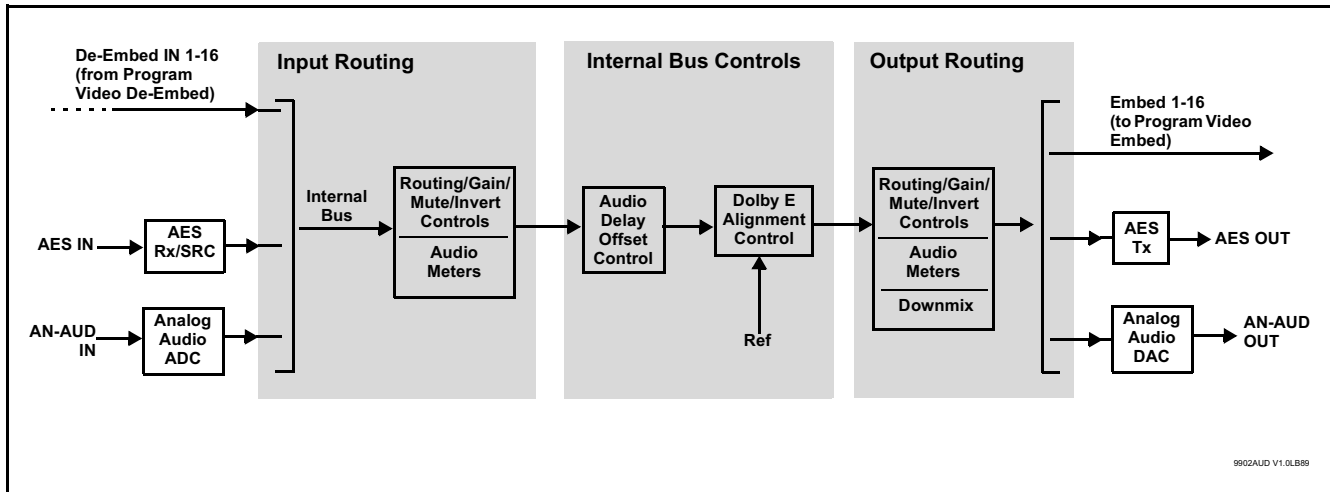 De-Embed IN 1-16
(from Program
Video De-Embed)
Input Routing
Internal Bus Controls
Output Routing
Embed 1-16
(to Program Video
Embed)
Internal
Bus
Routing/Gain/
Mute/Invert
Controls
Audio
Meters
Audio
Delay
Offset
Control
Dolby E
Alignment
Control
Routing/Gain/
Mute/Invert
Controls
Audio
Meters
Downmix
AES IN
AES
Rx/SRC
AES
Tx
AES OUT
AN-AUD
IN
Analog
Audio
ADC
Ref
Analog
Audio
DAC
AN-AUD
OUT
9902AUD V1.0LB89